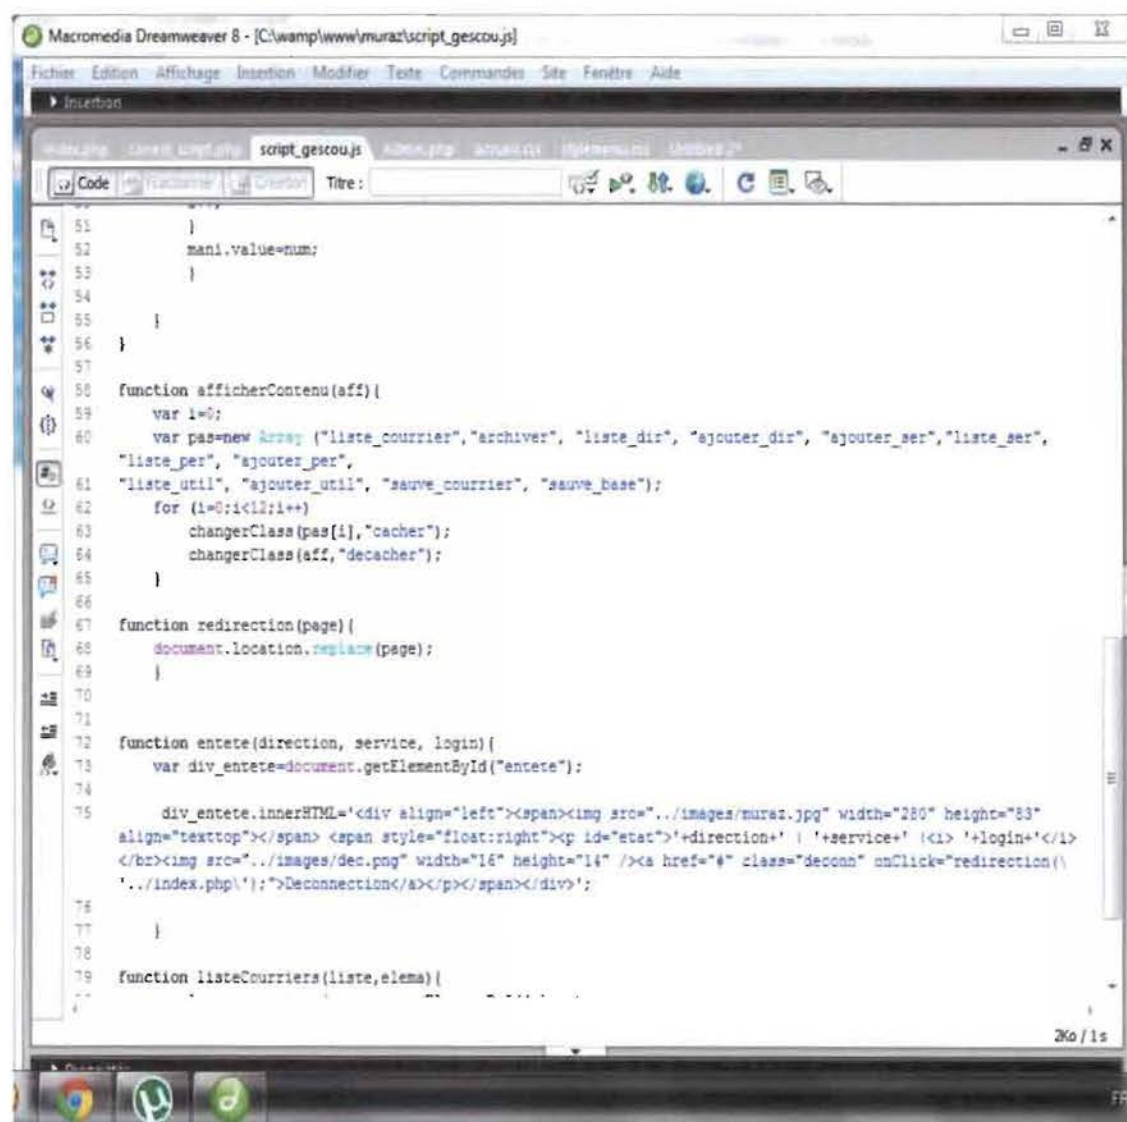 Macromedia Dreamweaver 8 - [C:\wamp\www\muraz\script_gescou.js]
Fichier Edition Affichage Insertion Modifier Texte Commandes Site Fenêtre Aide
Insertion
script_gescou.js
Code Fractionner Création Titre :
51 }
52 mani.value=num;
53 }
54
55 }
56 }
57
58 function afficherContenu(aff){
59 var i=0;
60 var pas=new Array ("liste_courrier","archiver", "liste_dir", "ajouter_dir", "ajouter_ser","liste_ser",
"liste_per", "ajouter_per",
61 "liste_util", "ajouter_util", "sauve_courrier", "sauve_base");
62 for (i=0;i<12;i++)
63 changerClass(pas[i],"cacher");
64 changerClass(aff,"decacher");
65 }
66
67 function redirection(page){
68 document.location.replace(page);
69 }
70
71
72 function entete(direction, service, login){
73 var div_entete=document.getElementById("entete");
74
75 div_entete.innerHTML='<div align="left"><span><img src="../images/muraz.jpg" width="280" height="83"
align="texttop"></span> <span style="float:right"><p id="etat">'+direction+' | '+service+' |<i> '+login+'</i>
</br><img src="../images/dec.png" width="16" height="14" /><a href="#" class="deconn" onClick="redirection(\
'../index.php\');">Deconnection</a></p></span></div>';
76
77 }
78
79 function listeCourriers(liste,elema){
2Ko / 1s
FR